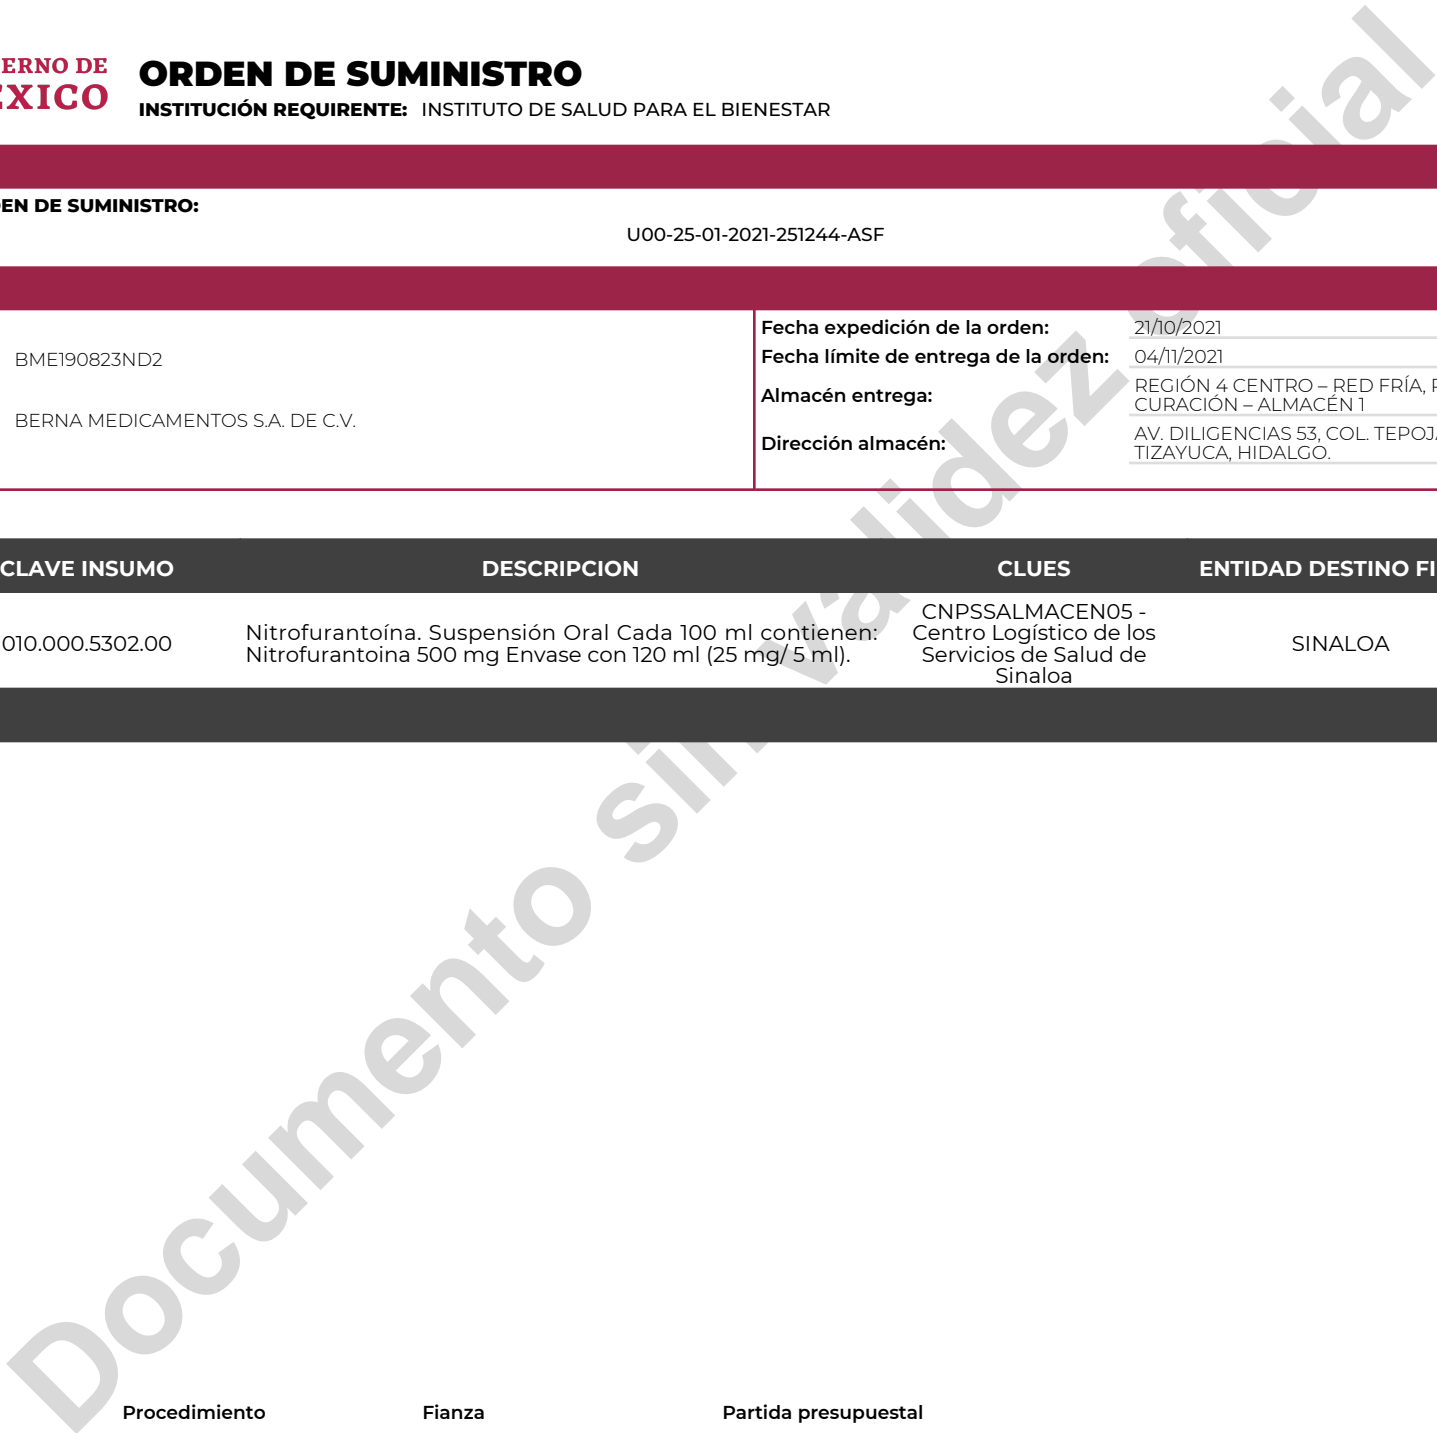 ERNO DE
EXICO
ORDEN DE SUMINISTRO
INSTITUCIÓN REQUIRENTE: INSTITUTO DE SALUD PARA EL BIENESTAR
EN DE SUMINISTRO:
U00-25-01-2021-251244-ASF
BME190823ND2
BERNA MEDICAMENTOS S.A. DE C.V.
Fecha expedición de la orden: 21/10/2021
Fecha límite de entrega de la orden: 04/11/2021
Almacén entrega: REGIÓN 4 CENTRO – RED FRÍA,
CURACIÓN – ALMACÉN 1
Dirección almacén: AV. DILIGENCIAS 53, COL. TEPOJ
TIZAYUCA, HIDALGO.
CLAVE INSUMO DESCRIPCION CLUES ENTIDAD DESTINO FI
010.000.5302.00
Nitrofurantoína. Suspensión Oral Cada 100 ml contienen:
Nitrofurantoina 500 mg Envase con 120 ml (25 mg/ 5 ml).
CNPSSALMACEN05 -
Centro Logístico de los
Servicios de Salud de
Sinaloa
SINALOA
Documento sin validez oficial
Procedimiento Fianza Partida presupuestal